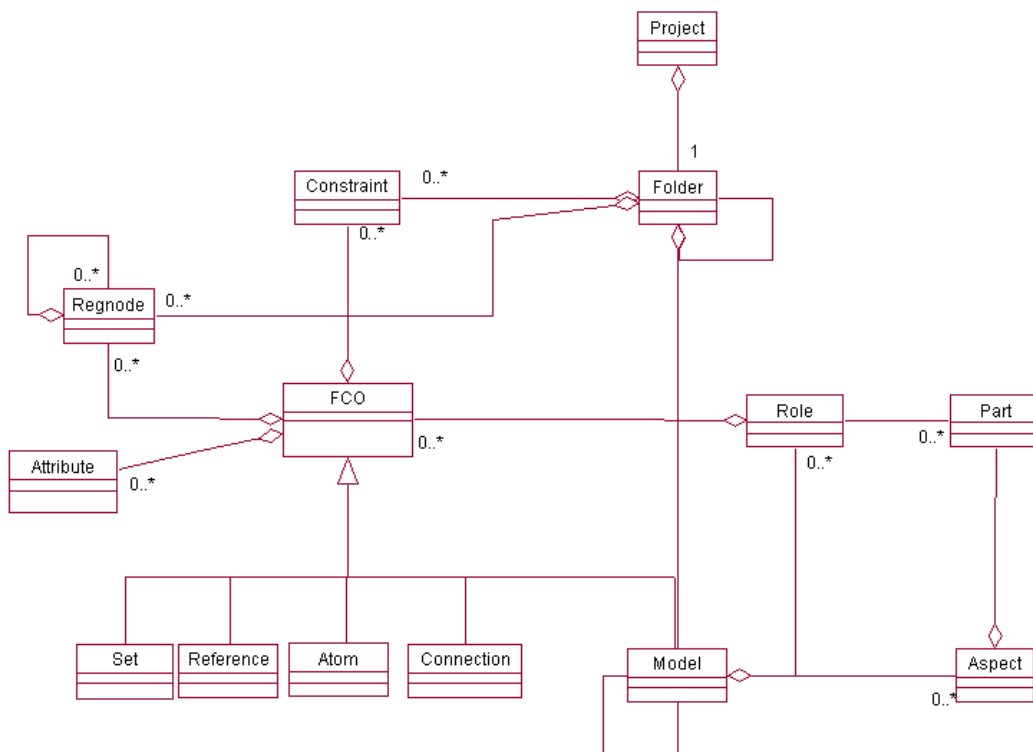 Project
1
Constraint
0..*
Folder
0..*
0..*
Regnode
0..*
0..*
FCO
0..*
Role
Part
0..*
0..*
Attribute
0..*
Set
Reference
Atom
Connection
Model
Aspect
0..*